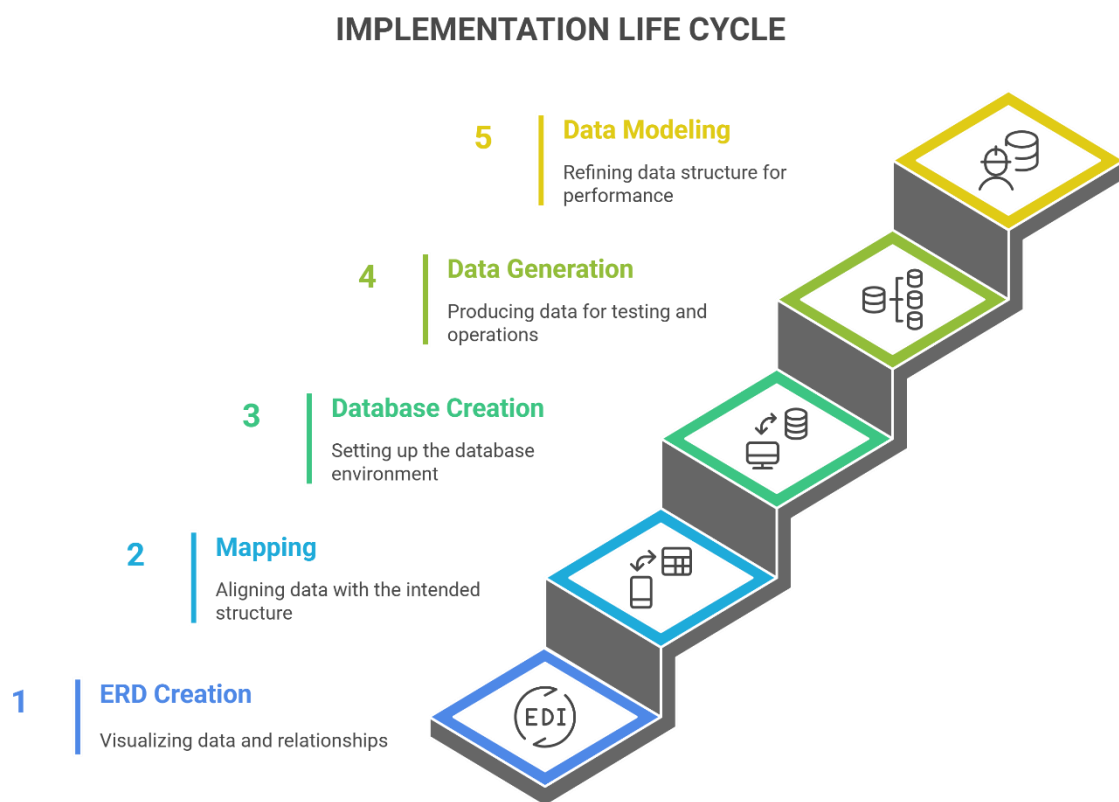 IMPLEMENTATION LIFE CYCLE
5
Data Modeling
Refining data structure for
performance
4
Data Generation
Producing data for testing and
operations
3
Database Creation
Setting up the database
environment
2
Mapping
Aligning data with the intended
structure
1
ERD Creation
Visualizing data and relationships
EDI